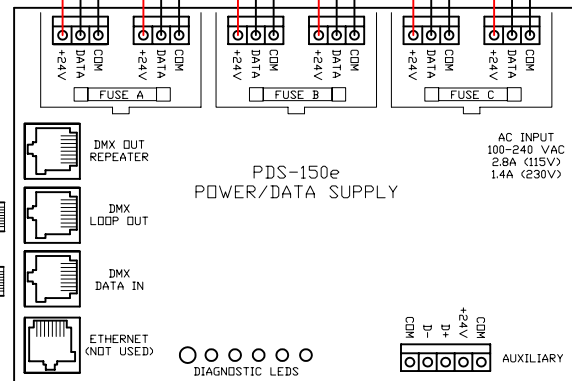 +24V DATA COM +24V DATA COM +24V DATA COM +24V DATA COM +24V DATA COM +24V DATA COM
FUSE A FUSE B FUSE C
DMX OUT
REPEATER
AC INPUT
100-240 VAC
2.8A (115V)
1.4A (230V)
PDS-150e
POWER/DATA SUPPLY
DMX
LOOP OUT
DMX
DATA IN
ETHERNET
(NOT USED)
DIAGNOSTIC LEDS
COM D- D+ +24V COM
AUXILIARY